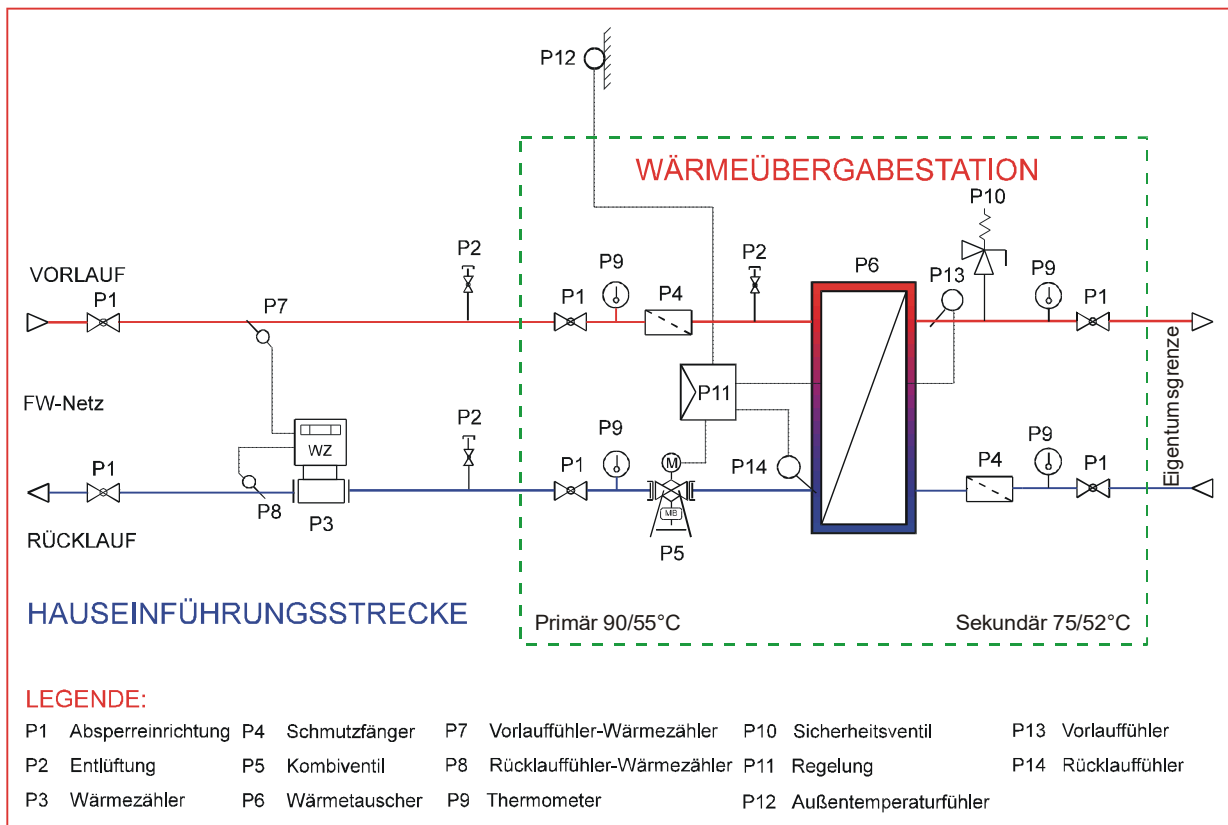 P12
WÄRMEÜBERGABESTATION
P10
P2
P2
P9
P6
P13
P9
VORLAUF
P1
P7
P1
P4
P1
Eigentumsgrenze
FW-Netz
P11
P2
WZ
P9
M
P14
P9
P1
P8
P3
P1
MB
P5
P4
P1
RÜCKLAUF
HAUSEINFÜHRUNGSSTRECKE
Primär 90/55°C
Sekundär 75/52°C
LEGENDE:
P1 Absperreinrichtung P4 Schmutzfänger P7 Vorlauffühler-Wärmezähler P10 Sicherheitsventil P13 Vorlauffühler
P2 Entlüftung P5 Kombiventil P8 Rücklauffühler-Wärmezähler P11 Regelung P14 Rücklauffühler
P3 Wärmezähler P6 Wärmetauscher P9 Thermometer P12 Außentemperaturfühler